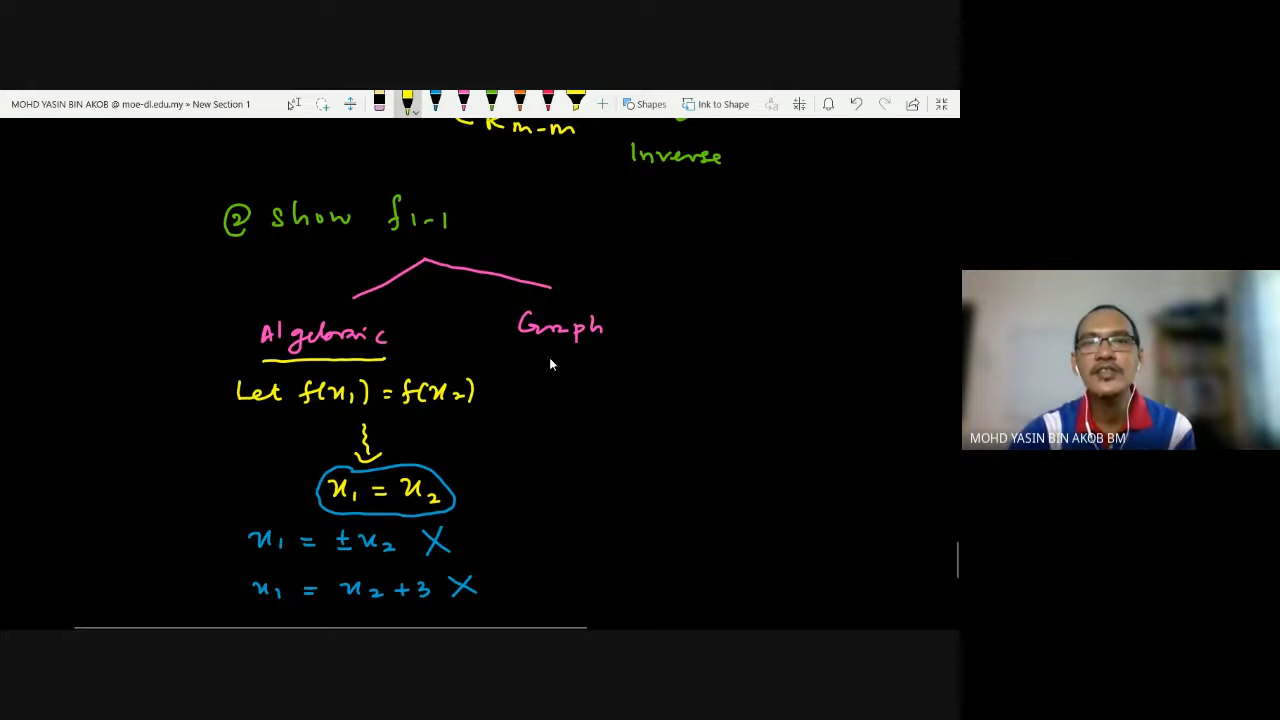 MOHD YASIN BIN AKOB @ moe-dl.edu.my » New Section 1
Shapes
Ink to Shape
R m-m
Inverse
② show f 1-1
Algebraic
Graph
Let f(x₁) = f(x₂)
x₁ = x₂
x₁ = ± x₂ X
x₁ = x₂ + 3 X
MOHD YASIN BIN AKOB BM